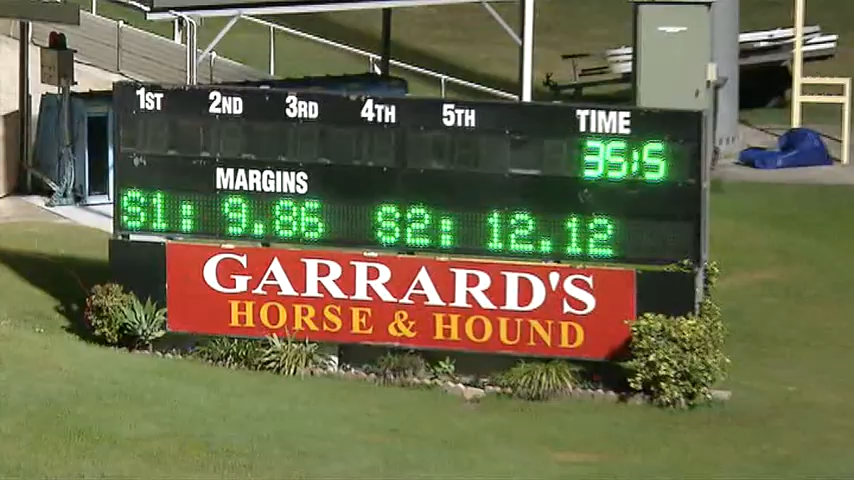 1ST 2ND 3RD 4TH 5TH TIME
35:5
MARGINS
S1: 9.86 S2: 12.12
GARRARD'S
HORSE & HOUND